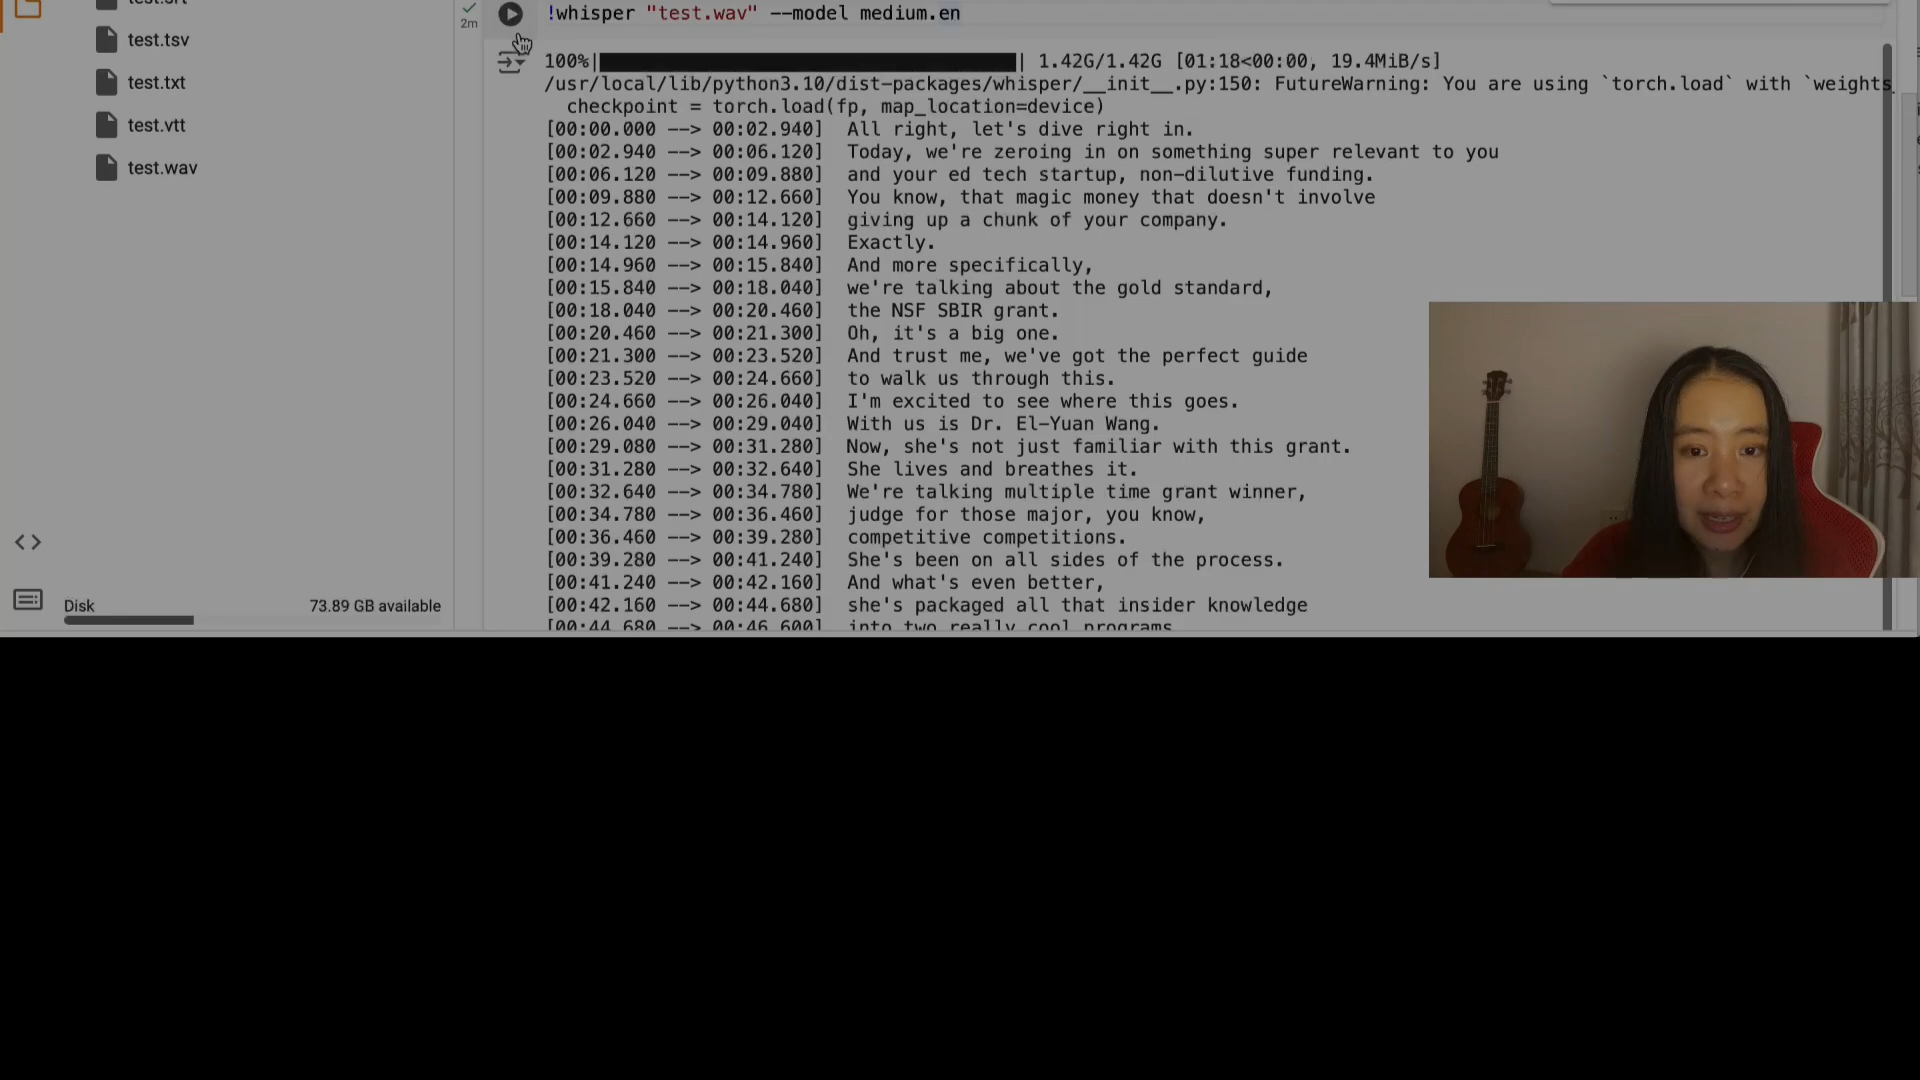 test.srt
test.tsv
test.txt
test.vtt
test.wav
Disk
73.89 GB available
2m
!whisper "test.wav" --model medium.en
100%| | 1.42G/1.42G [01:18<00:00, 19.4MiB/s]
/usr/local/lib/python3.10/dist-packages/whisper/__init__.py:150: FutureWarning: You are using `torch.load` with `weights_
checkpoint = torch.load(fp, map_location=device)
[00:00.000 --> 00:02.940] All right, let's dive right in.
[00:02.940 --> 00:06.120] Today, we're zeroing in on something super relevant to you
[00:06.120 --> 00:09.880] and your ed tech startup, non-dilutive funding.
[00:09.880 --> 00:12.660] You know, that magic money that doesn't involve
[00:12.660 --> 00:14.120] giving up a chunk of your company.
[00:14.120 --> 00:14.960] Exactly.
[00:14.960 --> 00:15.840] And more specifically,
[00:15.840 --> 00:18.040] we're talking about the gold standard,
[00:18.040 --> 00:20.460] the NSF SBIR grant.
[00:20.460 --> 00:21.300] Oh, it's a big one.
[00:21.300 --> 00:23.520] And trust me, we've got the perfect guide
[00:23.520 --> 00:24.660] to walk us through this.
[00:24.660 --> 00:26.040] I'm excited to see where this goes.
[00:26.040 --> 00:29.040] With us is Dr. El-Yuan Wang.
[00:29.080 --> 00:31.280] Now, she's not just familiar with this grant.
[00:31.280 --> 00:32.640] She lives and breathes it.
[00:32.640 --> 00:34.780] We're talking multiple time grant winner,
[00:34.780 --> 00:36.460] judge for those major, you know,
[00:36.460 --> 00:39.280] competitive competitions.
[00:39.280 --> 00:41.240] She's been on all sides of the process.
[00:41.240 --> 00:42.160] And what's even better,
[00:42.160 --> 00:44.680] she's packaged all that insider knowledge
[00:44.680 --> 00:46.600] into two really cool programs